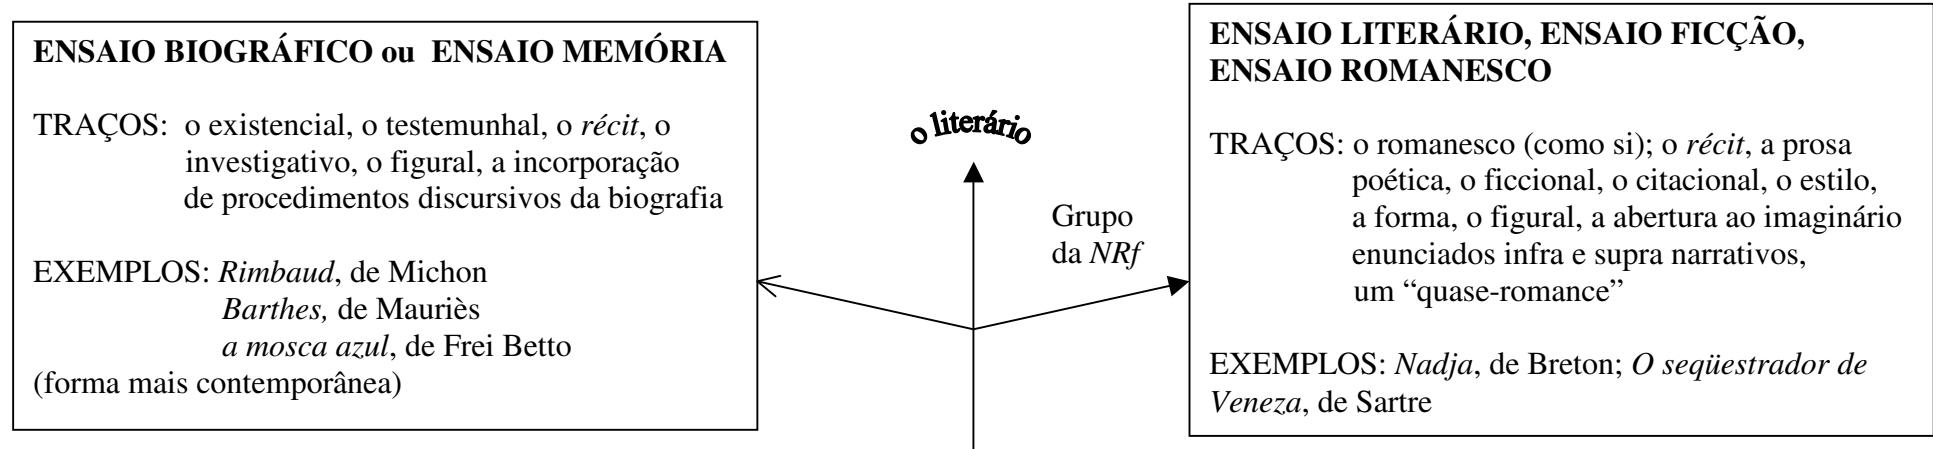 ENSAIO BIOGRÁFICO ou ENSAIO MEMÓRIA
TRAÇOS: o existencial, o testemunhal, o récit, o
investigativo, o figural, a incorporação
de procedimentos discursivos da biografia
EXEMPLOS: Rimbaud, de Michon
Barthes, de Mauriès
a mosca azul, de Frei Betto
(forma mais contemporânea)
o literário
Grupo
da NRf
ENSAIO LITERÁRIO, ENSAIO FICÇÃO,
ENSAIO ROMANESCO
TRAÇOS: o romanesco (como si); o récit, a prosa
poética, o ficcional, o citacional, o estilo,
a forma, o figural, a abertura ao imaginário
enunciados infra e supra narrativos,
um “quase-romance”
EXEMPLOS: Nadja, de Breton; O seqüestrador de
Veneza, de Sartre